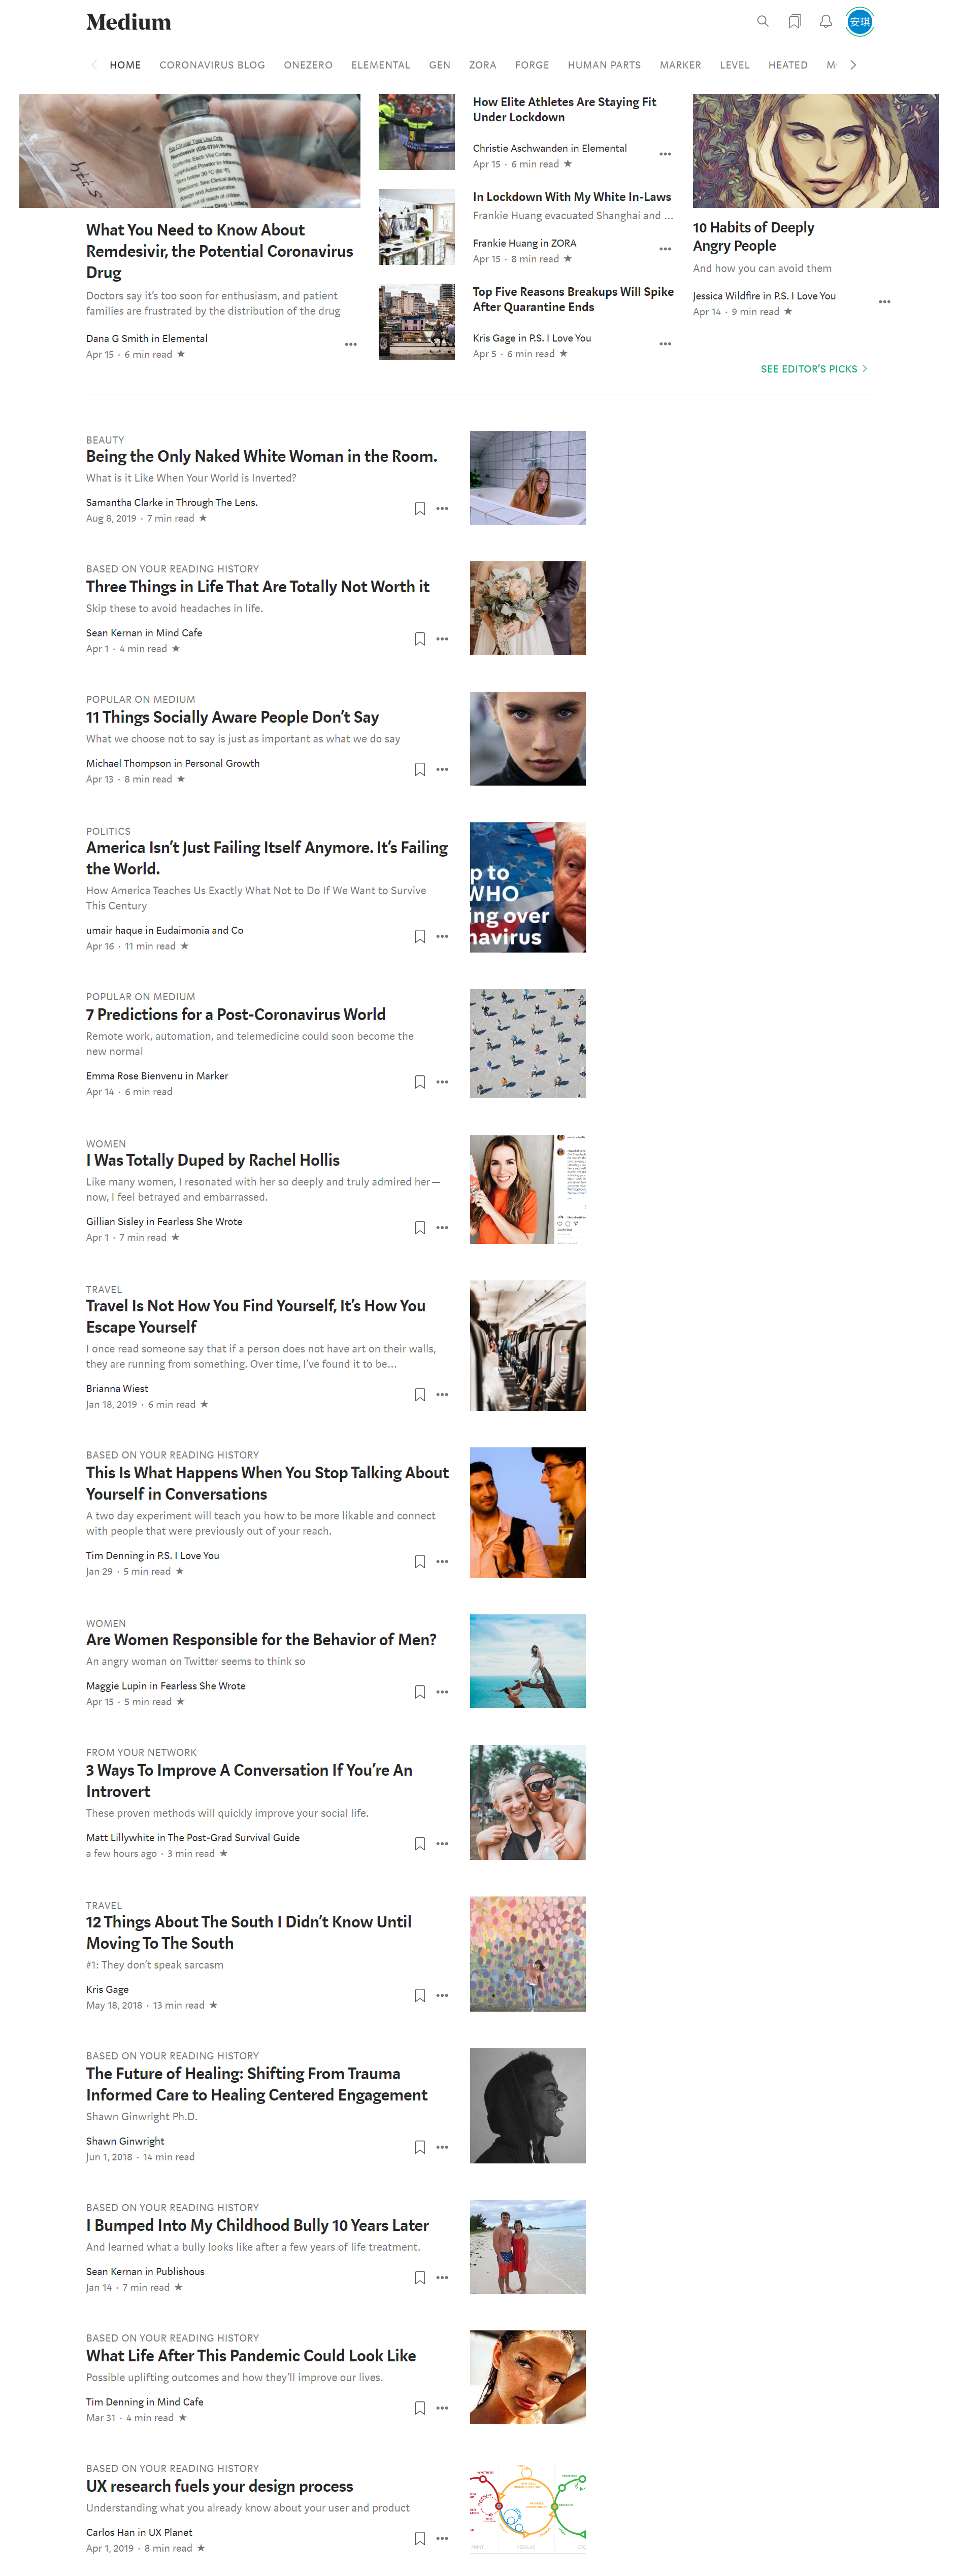 Medium
安琪
HOME CORONAVIRUS BLOG ONEZERO ELEMENTAL GEN ZORA FORGE HUMAN PARTS MARKER LEVEL HEATED
What You Need to Know About
Remdesivir, the Potential Coronavirus
Drug
Doctors say it's too soon for enthusiasm, and patient
families are frustrated by the distribution of the drug
Dana G Smith in Elemental
Apr 15 · 6 min read ★
How Elite Athletes Are Staying Fit
Under Lockdown
Christie Aschwanden in Elemental
Apr 15 · 6 min read ★
In Lockdown With My White In-Laws
Frankie Huang evacuated Shanghai and ...
Frankie Huang in ZORA
Apr 15 · 8 min read ★
Top Five Reasons Breakups Will Spike
After Quarantine Ends
Kris Gage in P.S. I Love You
Apr 5 · 6 min read ★
10 Habits of Deeply
Angry People
And how you can avoid them
Jessica Wildfire in P.S. I Love You
Apr 14 · 9 min read ★
SEE EDITOR'S PICKS
BEAUTY
Being the Only Naked White Woman in the Room.
What is it Like When Your World is Inverted?
Samantha Clarke in Through The Lens.
Aug 8, 2019 · 7 min read ★
BASED ON YOUR READING HISTORY
Three Things in Life That Are Totally Not Worth it
Skip these to avoid headaches in life.
Sean Kernan in Mind Cafe
Apr 1 · 4 min read ★
POPULAR ON MEDIUM
11 Things Socially Aware People Don't Say
What we choose not to say is just as important as what we do say
Michael Thompson in Personal Growth
Apr 13 · 8 min read ★
POLITICS
America Isn't Just Failing Itself Anymore. It's Failing
the World.
How America Teaches Us Exactly What Not to Do If We Want to Survive
This Century
umair haque in Eudaimonia and Co
Apr 16 · 11 min read ★
p to
WHO
ing over
navirus
POPULAR ON MEDIUM
7 Predictions for a Post-Coronavirus World
Remote work, automation, and telemedicine could soon become the
new normal
Emma Rose Bienvenu in Marker
Apr 14 · 6 min read
WOMEN
I Was Totally Duped by Rachel Hollis
Like many women, I resonated with her so deeply and truly admired her—
now, I feel betrayed and embarrassed.
Gillian Sisley in Fearless She Wrote
Apr 1 · 7 min read ★
TRAVEL
Travel Is Not How You Find Yourself, It's How You
Escape Yourself
I once read someone say that if a person does not have art on their walls,
they are running from something. Over time, I've found it to be...
Brianna Wiest
Jan 18, 2019 · 6 min read ★
BASED ON YOUR READING HISTORY
This Is What Happens When You Stop Talking About
Yourself in Conversations
A two day experiment will teach you how to be more likable and connect
with people that were previously out of your reach.
Tim Denning in P.S. I Love You
Jan 29 · 5 min read ★
WOMEN
Are Women Responsible for the Behavior of Men?
An angry woman on Twitter seems to think so
Maggie Lupin in Fearless She Wrote
Apr 15 · 5 min read ★
FROM YOUR NETWORK
3 Ways To Improve A Conversation If You're An
Introvert
These proven methods will quickly improve your social life.
Matt Lillywhite in The Post-Grad Survival Guide
a few hours ago · 3 min read ★
TRAVEL
12 Things About The South I Didn't Know Until
Moving To The South
#1: They don't speak sarcasm
Kris Gage
May 18, 2018 · 13 min read ★
BASED ON YOUR READING HISTORY
The Future of Healing: Shifting From Trauma
Informed Care to Healing Centered Engagement
Shawn Ginwright Ph.D.
Shawn Ginwright
Jun 1, 2018 · 14 min read
BASED ON YOUR READING HISTORY
I Bumped Into My Childhood Bully 10 Years Later
And learned what a bully looks like after a few years of life treatment.
Sean Kernan in Publishous
Jan 14 · 7 min read ★
BASED ON YOUR READING HISTORY
What Life After This Pandemic Could Look Like
Possible uplifting outcomes and how they'll improve our lives.
Tim Denning in Mind Cafe
Mar 31 · 4 min read ★
BASED ON YOUR READING HISTORY
UX research fuels your design process
Understanding what you already know about your user and product
Carlos Han in UX Planet
Apr 1, 2019 · 8 min read ★